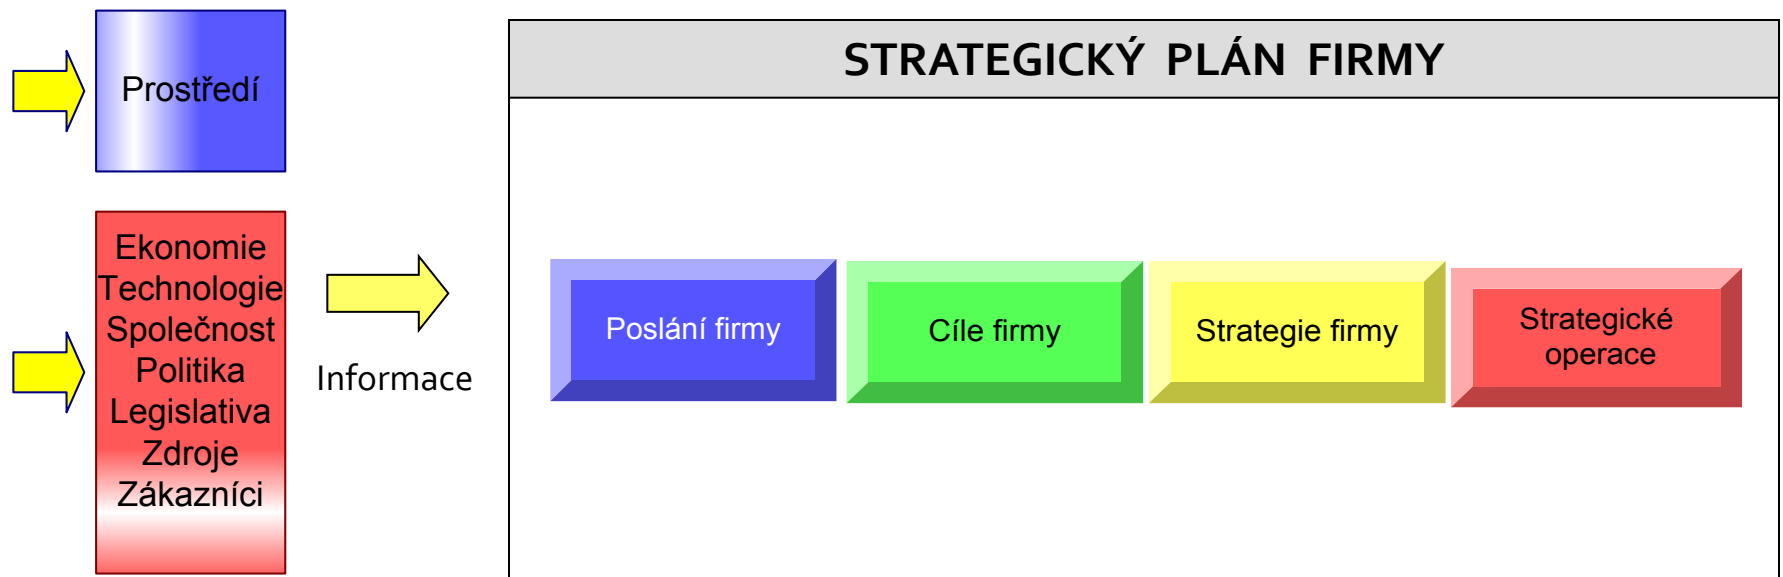 Prostředí
Ekonomie
Technologie
Společnost
Politika
Legislativa
Zdroje
Zákazníci
Informace
STRATEGICKÝ PLÁN FIRMY
Poslání firmy
Cíle firmy
Strategie firmy
Strategické
operace